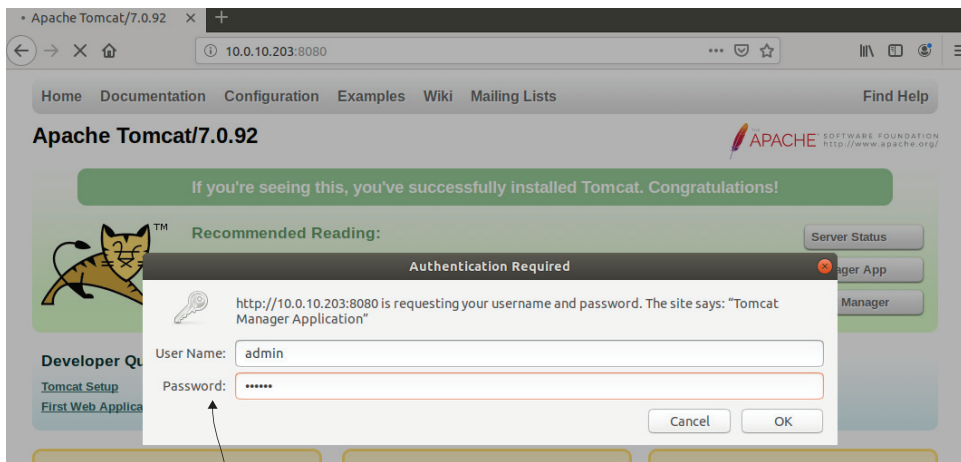 • Apache Tomcat/7.0.92 × +
10.0.10.203:8080
Home Documentation Configuration Examples Wiki Mailing Lists Find Help
Apache Tomcat/7.0.92
THE
APACHE™ SOFTWARE FOUNDATION
http://www.apache.org/
If you're seeing this, you've successfully installed Tomcat. Congratulations!
TM
Recommended Reading:
Server Status
Authentication Required
ager App
http://10.0.10.203:8080 is requesting your username and password. The site says: “Tomcat
Manager Application”
Manager
User Name: admin
Developer Qu
Password: ••••••
Tomcat Setup
First Web Applica
Cancel OK